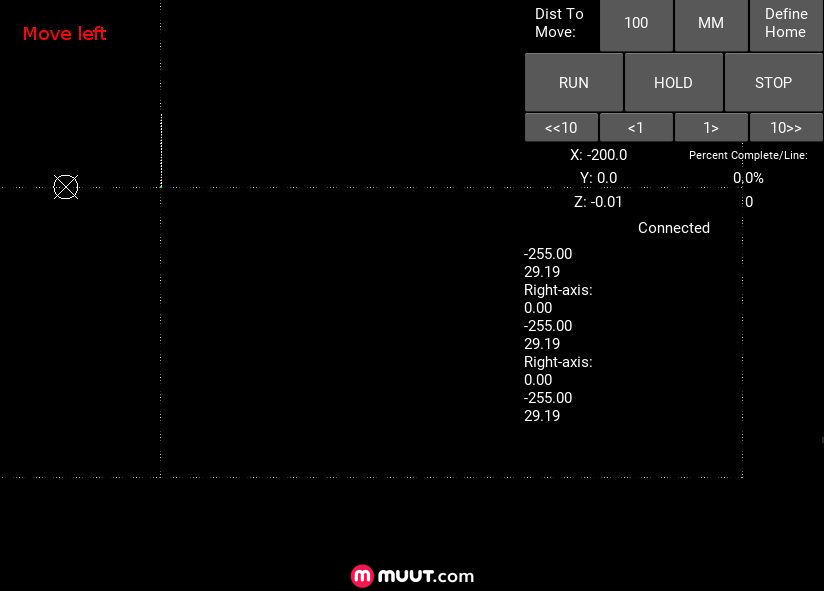 Move left
Dist To
Move:
100
MM
Define
Home
RUN
HOLD
STOP
<<10
<1
1>
10>>
X: -200.0
Percent Complete/Line:
Y: 0.0
0.0%
Z: -0.01
0
Connected
-255.00
29.19
Right-axis:
0.00
-255.00
29.19
Right-axis:
0.00
-255.00
29.19
m muut.com